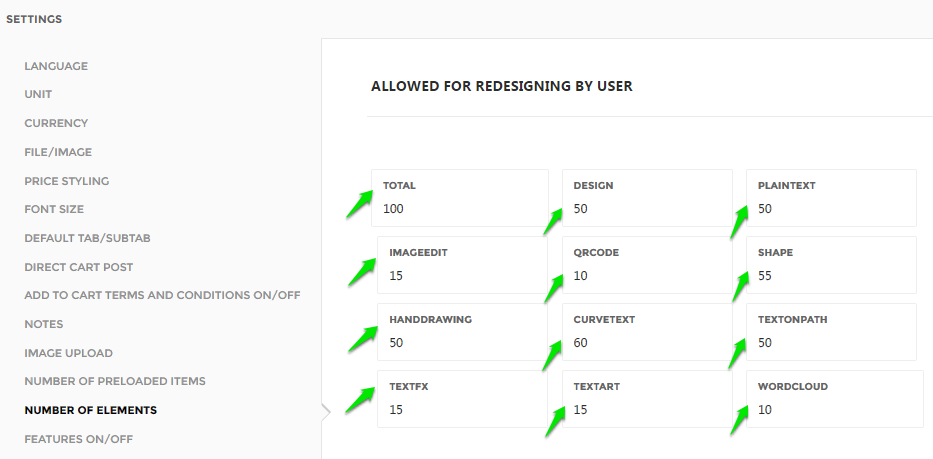 SETTINGS
LANGUAGE
UNIT
CURRENCY
FILE/IMAGE
PRICE STYLING
FONT SIZE
DEFAULT TAB/SUBTAB
DIRECT CART POST
ADD TO CART TERMS AND CONDITIONS ON/OFF
NOTES
IMAGE UPLOAD
NUMBER OF PRELOADED ITEMS
NUMBER OF ELEMENTS
FEATURES ON/OFF
ALLOWED FOR REDESIGNING BY USER
TOTAL
100
DESIGN
50
PLAINTEXT
50
IMAGEEDIT
15
QRCODE
10
SHAPE
55
HANDDRAWING
50
CURVETEXT
60
TEXTONPATH
50
TEXTFX
15
TEXTART
15
WORDCLOUD
10